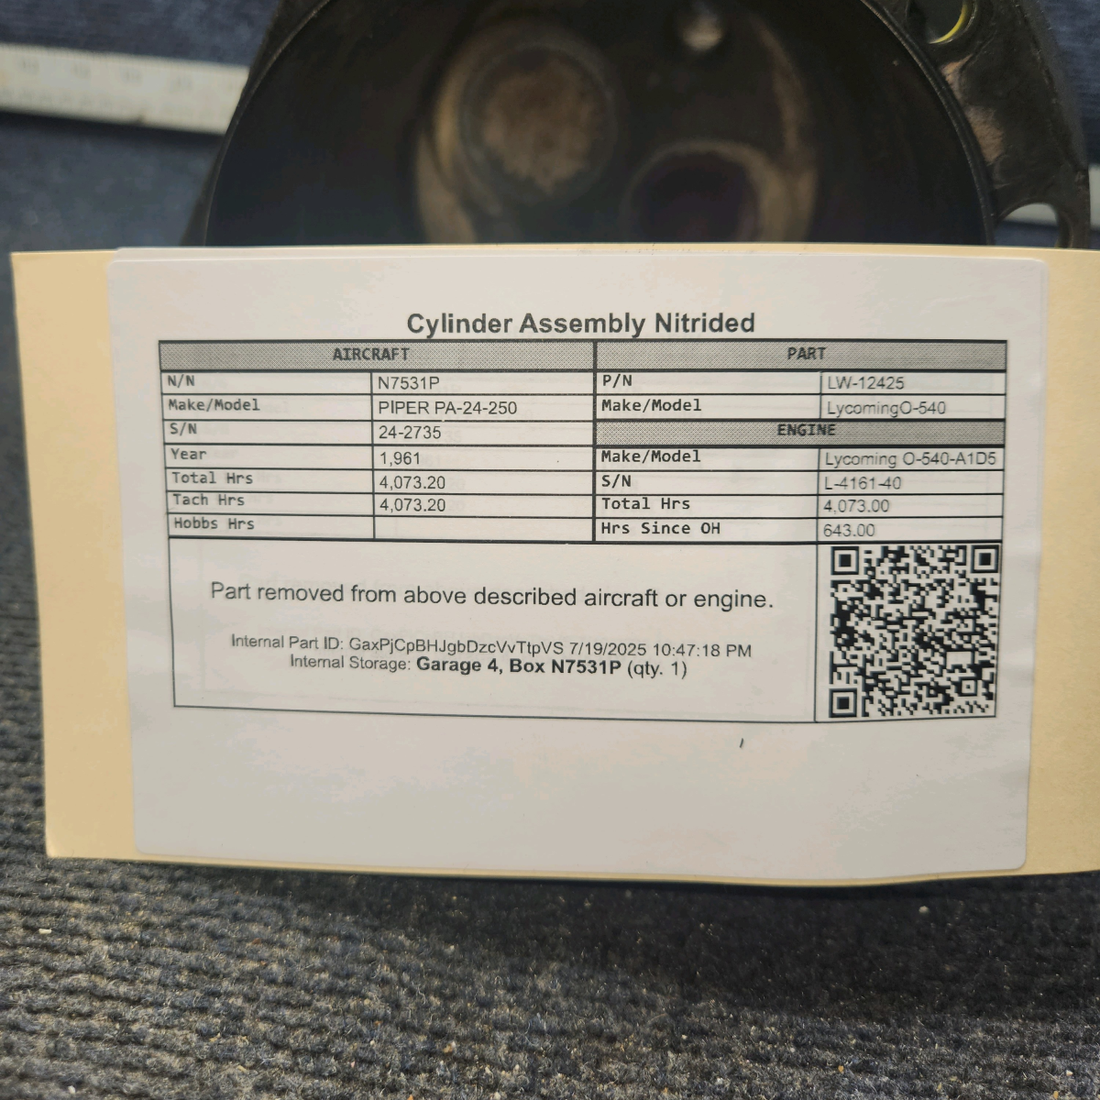 Cylinder Assembly Nitrided
AIRCRAFT PART
N/N N7531P P/N LW-12425
Make/Model PIPER PA-24-250 Make/Model LycomingO-540
S/N 24-2735 ENGINE
Year 1,961 Make/Model Lycoming O-540-A1D5
Total Hrs 4,073.20 S/N L-4161-40
Tach Hrs 4,073.20 Total Hrs 4,073.00
Hobbs Hrs Hrs Since OH 643.00
Part removed from above described aircraft or engine.
Internal Part ID: GaxPjCpBHJgbDzcVvTtpVS 7/19/2025 10:47:18 PM
Internal Storage: Garage 4, Box N7531P (qty. 1)